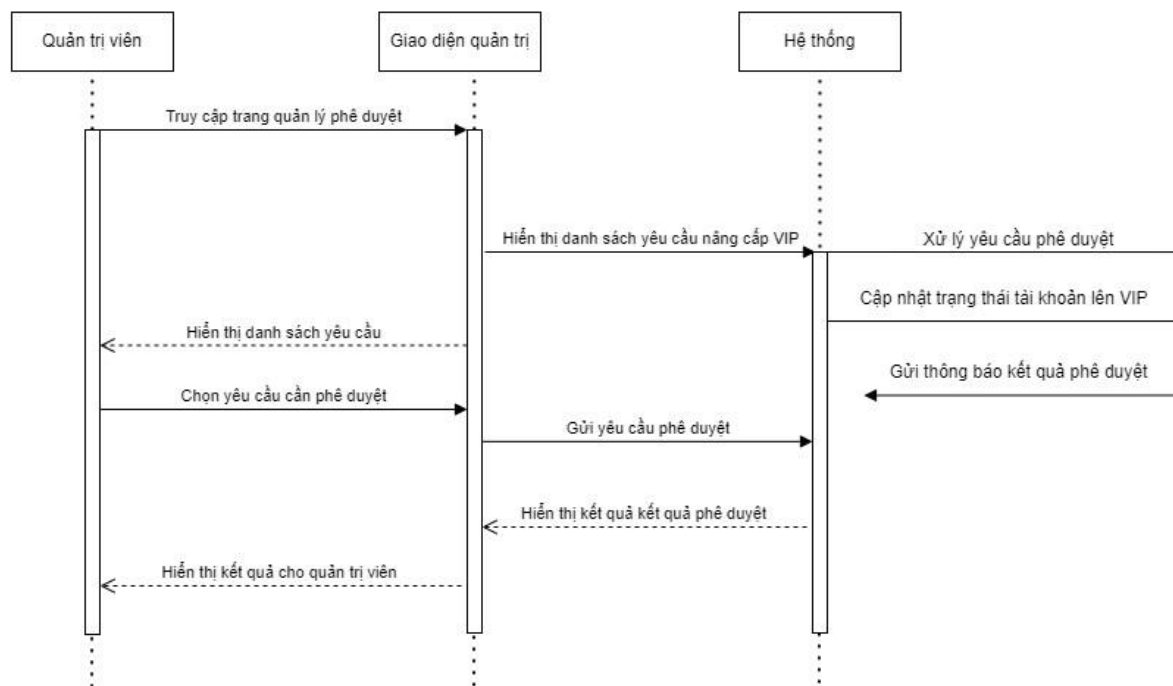 Quản trị viên
Giao diện quản trị
Hệ thống
Truy cập trang quản lý phê duyệt
Hiển thị danh sách yêu cầu nâng cấp VIP
Xử lý yêu cầu phê duyệt
Cập nhật trạng thái tài khoản lên VIP
Hiển thị danh sách yêu cầu
Gửi thông báo kết quả phê duyệt
Chọn yêu cầu cần phê duyệt
Gửi yêu cầu phê duyệt
Hiển thị kết quả kết quả phê duyệt
Hiển thị kết quả cho quản trị viên